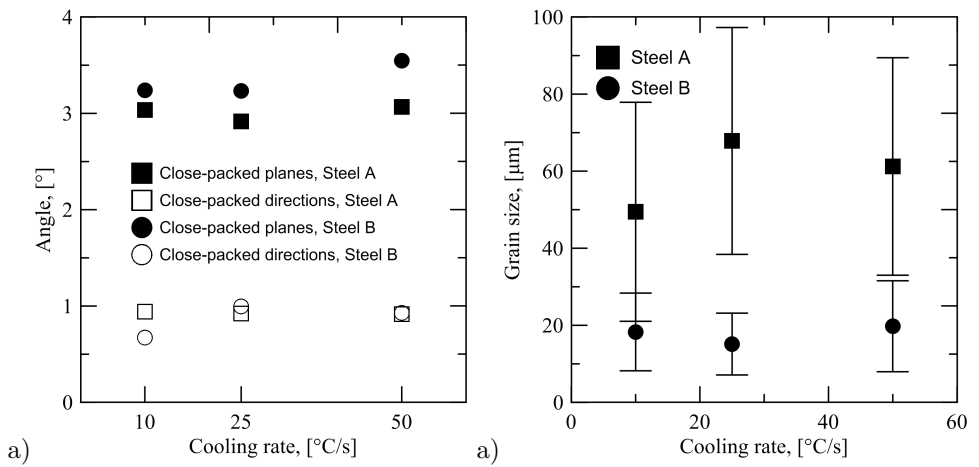 4
3
2
1
0
Angle, [°]
Close-packed planes, Steel A
Close-packed directions, Steel A
Close-packed planes, Steel B
Close-packed directions, Steel B
10
25
50
Cooling rate, [°C/s]
a)
100
80
60
40
20
0
Grain size, [μm]
Steel A
Steel B
0
20
40
60
Cooling rate, [°C/s]
a)